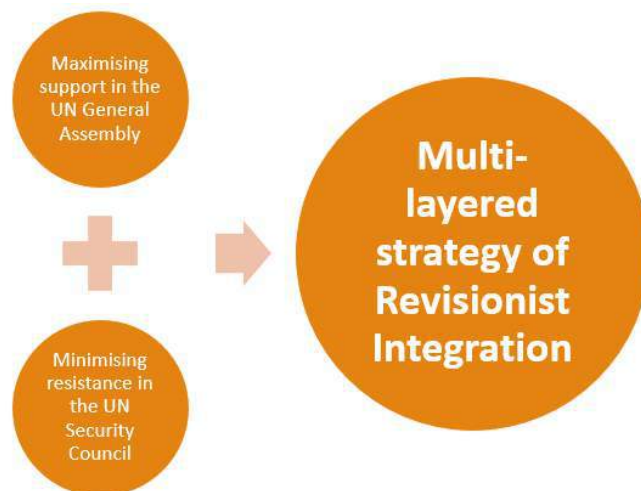 Maximising
support in the
UN General
Assembly
Minimising
resistance in
the UN
Security
Council
Multi-
layered
strategy of
Revisionist
Integration